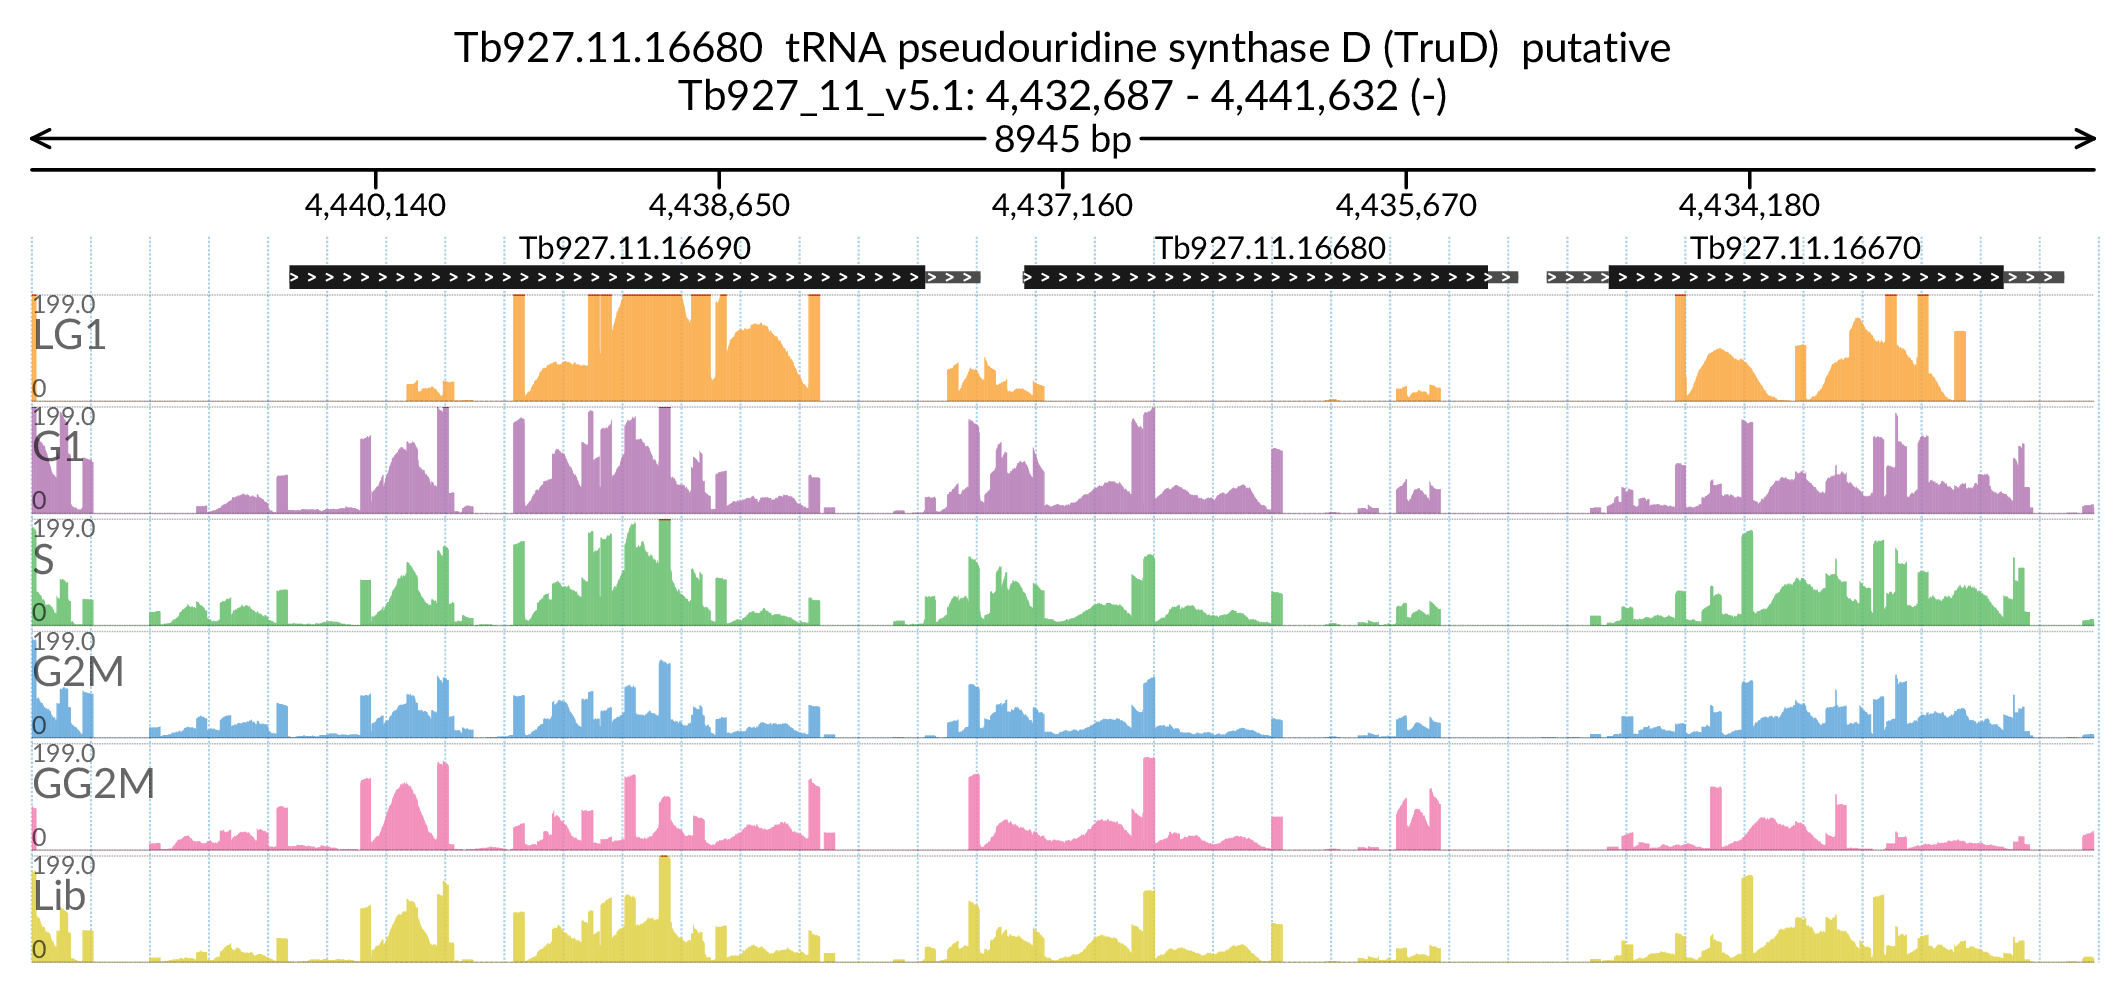 Tb927.11.16680 tRNA pseudouridine synthase D (TruD) putative
Tb927_11_v5.1: 4,432,687 - 4,441,632 (-)
8945 bp
4,440,140 4,438,650 4,437,160 4,435,670 4,434,180
Tb927.11.16690 Tb927.11.16680 Tb927.11.16670
199.0
LG1
0
199.0
G1
0
199.0
S
0
199.0
G2M
0
199.0
GG2M
0
199.0
Lib
0